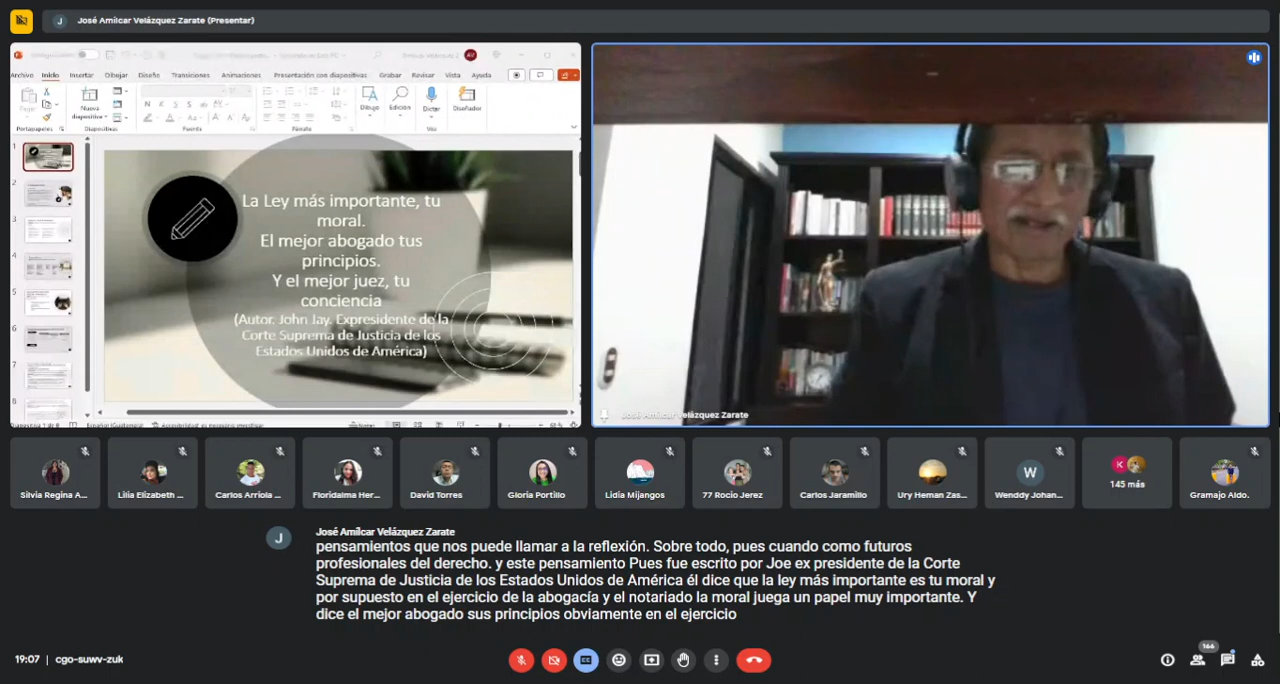 José Amílcar Velázquez Zarate (Presentar)
Archivo Inicio Insertar Dibujar Diseño Transiciones Animaciones Presentación con diapositivas Grabar Revisar Vista Ayuda
Nueva
diapositiva
Dibujo
Edición
Dictar
Diseñador
Portapapeles
Diapositivas
Fuente
Párrafo
Voz
1
2
3
4
5
6
7
8
La Ley más importante, tu
moral.
El mejor abogado tus
principios.
Y el mejor juez, tu
conciencia
(Autor. John Jay. Expresidente de la
Corte Suprema de Justicia de los
Estados Unidos de América)
José Amílcar Velázquez Zarate
Silvia Regina A...
Lilia Elizabeth ...
Carlos Arriola ...
Floridalma Her...
David Torres
Gloria Portillo
Lidia Mijangos
77 Rocio Jerez
Carlos Jaramillo
Ury Heman Zas...
W
Wenddy Johan...
K
145 más
Gramajo Aldo.
J
José Amílcar Velázquez Zarate
pensamientos que nos puede llamar a la reflexión. Sobre todo, pues cuando como futuros
profesionales del derecho. y este pensamiento Pues fue escrito por Joe ex presidente de la Corte
Suprema de Justicia de los Estados Unidos de América él dice que la ley más importante es tu moral y
por supuesto en el ejercicio de la abogacía y el notariado la moral juega un papel muy importante. Y
dice el mejor abogado sus principios obviamente en el ejercicio
19:07 | cgo-suwv-zuk
166